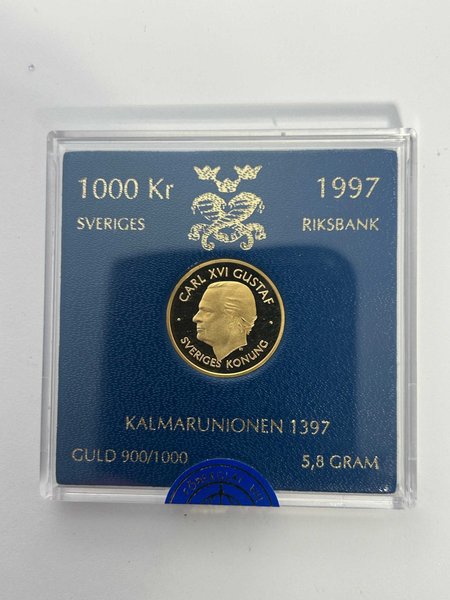 1000 Kr 1997
SVERIGES RIKSBANK
CARL XVI GUSTAF
SVERIGES KONUNG
KALMARUNIONEN 1397
GULD 900/1000 5,8 GRAM